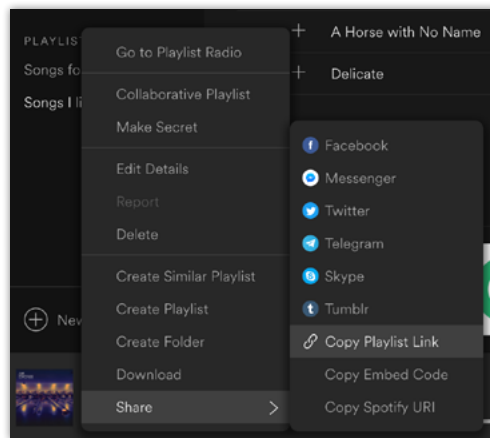 PLAYLIS
Songs fo
Songs I li
New
Go to Playlist Radio
Collaborative Playlist
Make Secret
Edit Details
Report
Delete
Create Similar Playlist
Create Playlist
Create Folder
Download
Share
A Horse with No Name
Delicate
Facebook
Messenger
Twitter
Telegram
Skype
Tumblr
Copy Playlist Link
Copy Embed Code
Copy Spotify URI